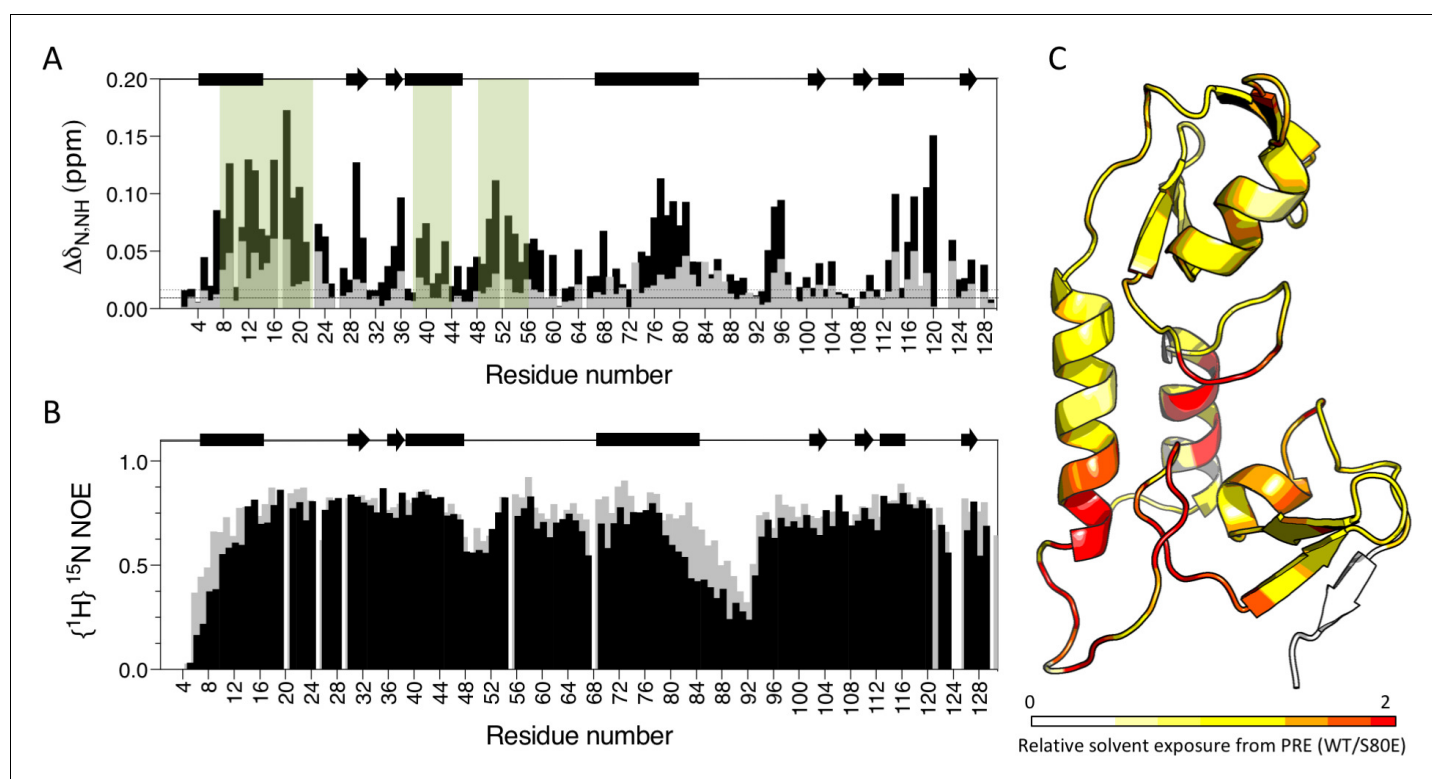 A
0.20
0.15
0.10
0.05
0.00
ΔδN,NH (ppm)
4 8 12 16 20 24 28 32 36 40 44 48 52 56 60 64 68 72 76 80 84 88 92 96 100 104 108 112 116 120 124 128
Residue number
B
1.0
0.5
0.0
{1H} 15N NOE
4 8 12 16 20 24 28 32 36 40 44 48 52 56 60 64 68 72 76 80 84 88 92 96 100 104 108 112 116 120 124 128
Residue number
C
0 2
Relative solvent exposure from PRE (WT/S80E)